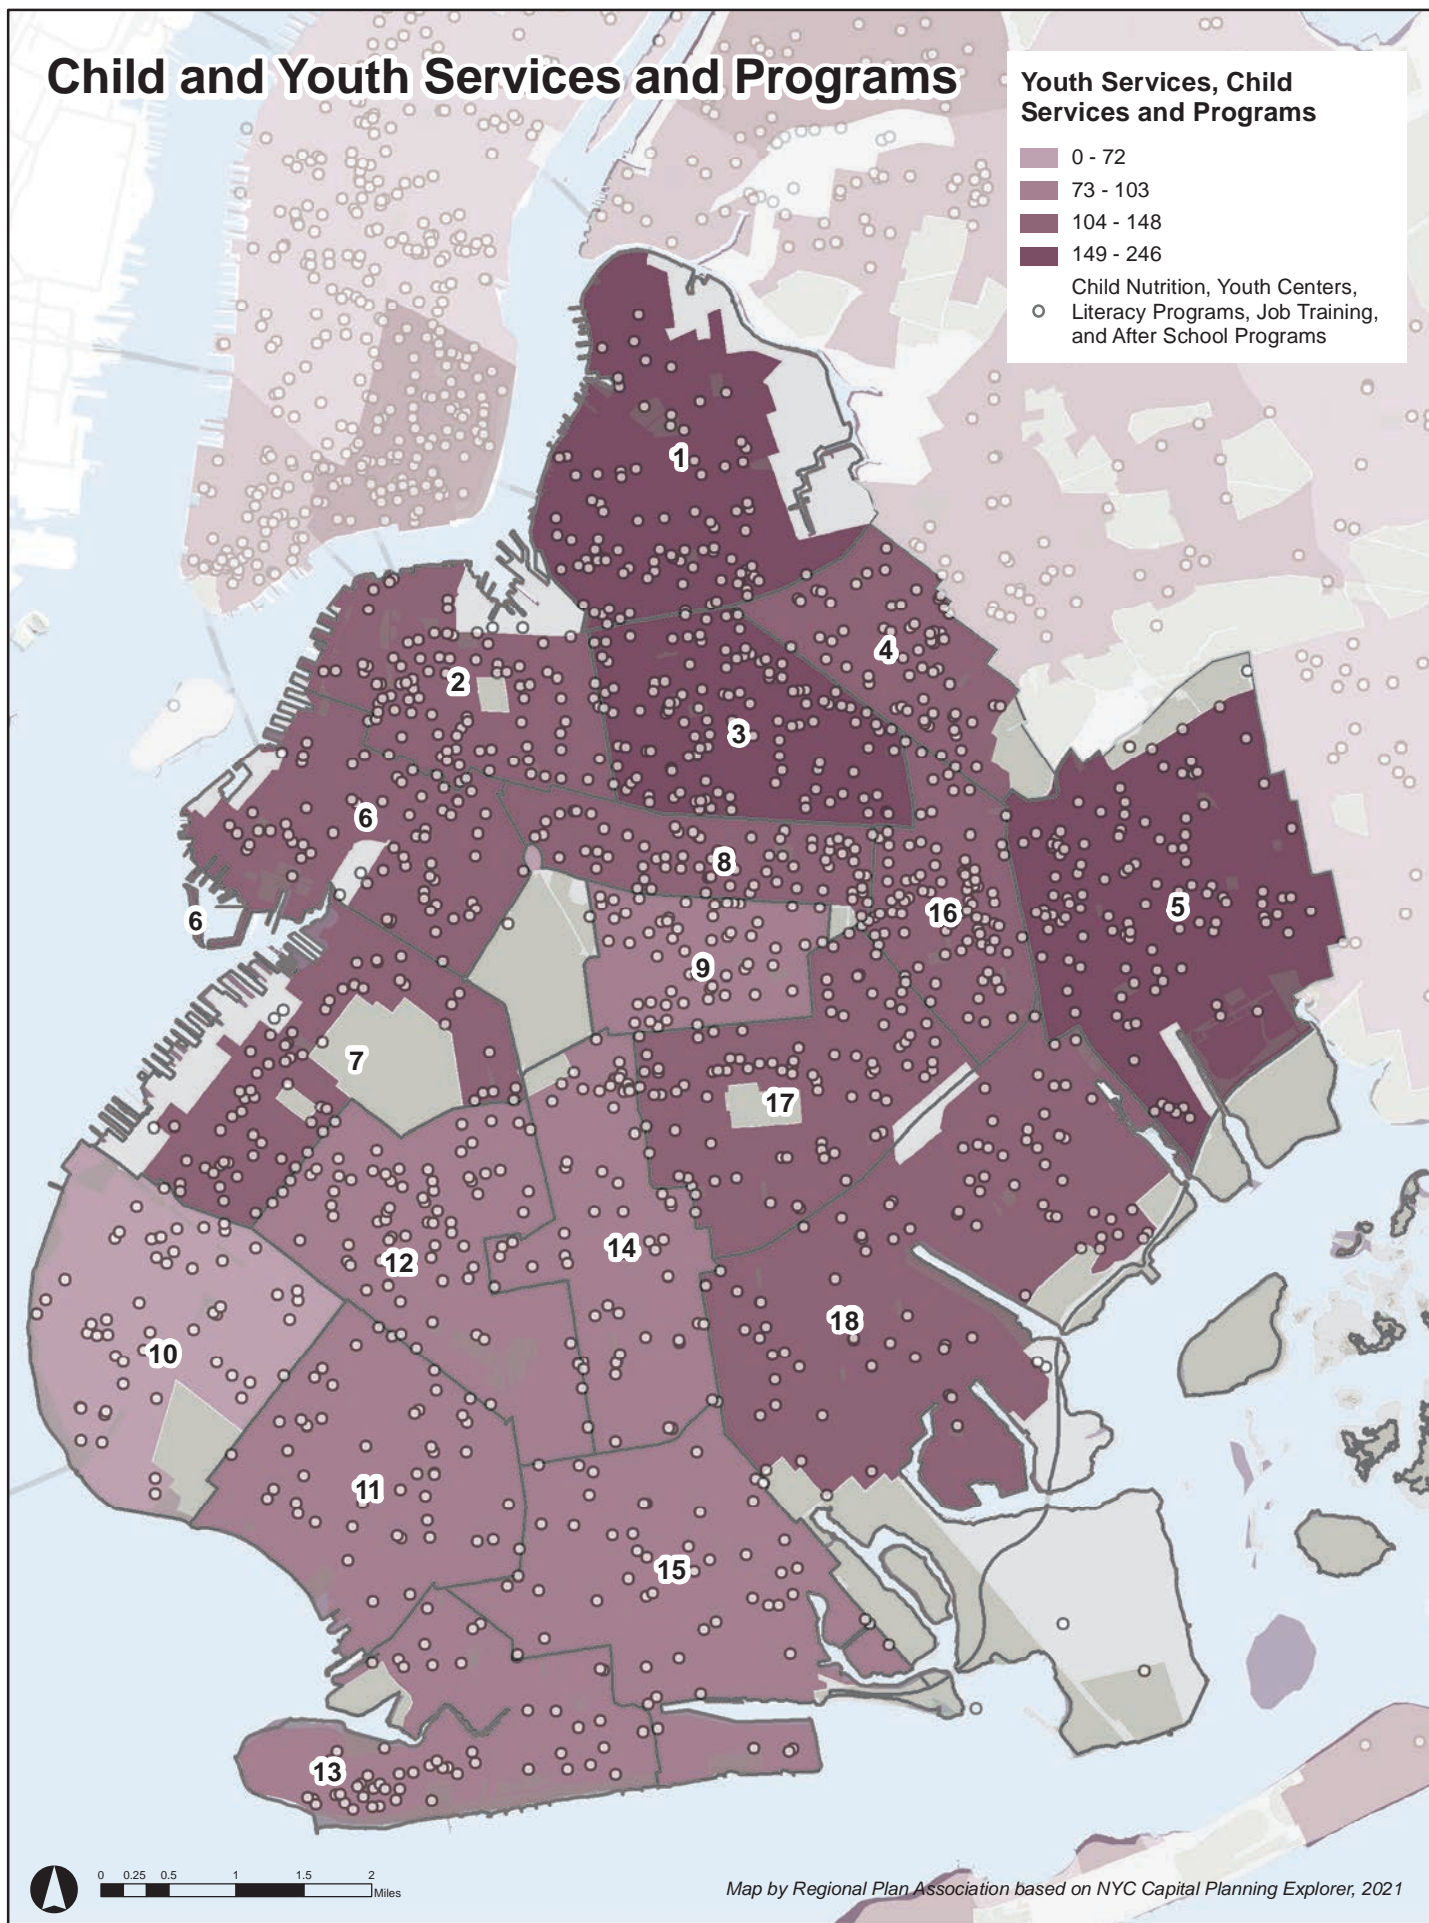 Child and Youth Services and Programs
Youth Services, Child
Services and Programs
0 - 72
73 - 103
104 - 148
149 - 246
Child Nutrition, Youth Centers,
Literacy Programs, Job Training,
and After School Programs
1
4
2
3
6
8
5
16
6
9
7
17
14
12
18
10
11
15
13
0 0.25 0.5 1 1.5 2
Miles
Map by Regional Plan Association based on NYC Capital Planning Explorer, 2021